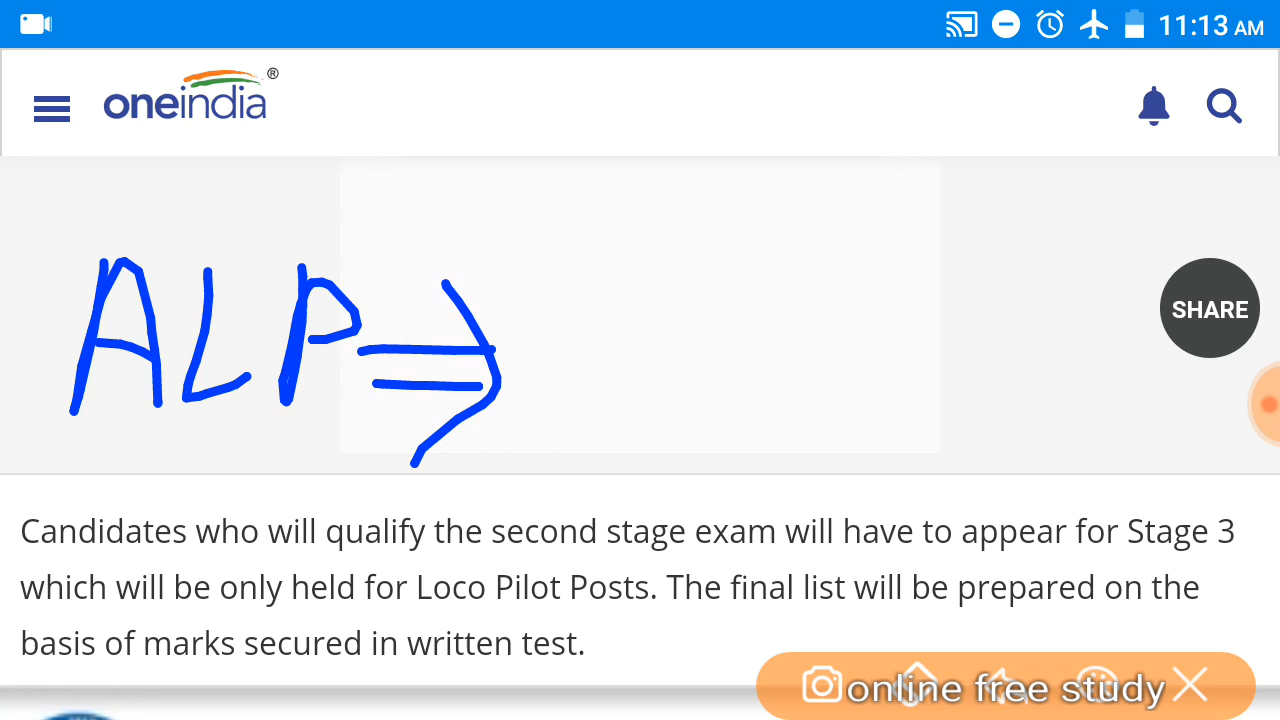 11:13 AM
oneindia ®
ALP⇒
SHARE
Candidates who will qualify the second stage exam will have to appear for Stage 3
which will be only held for Loco Pilot Posts. The final list will be prepared on the
basis of marks secured in written test.
online free study